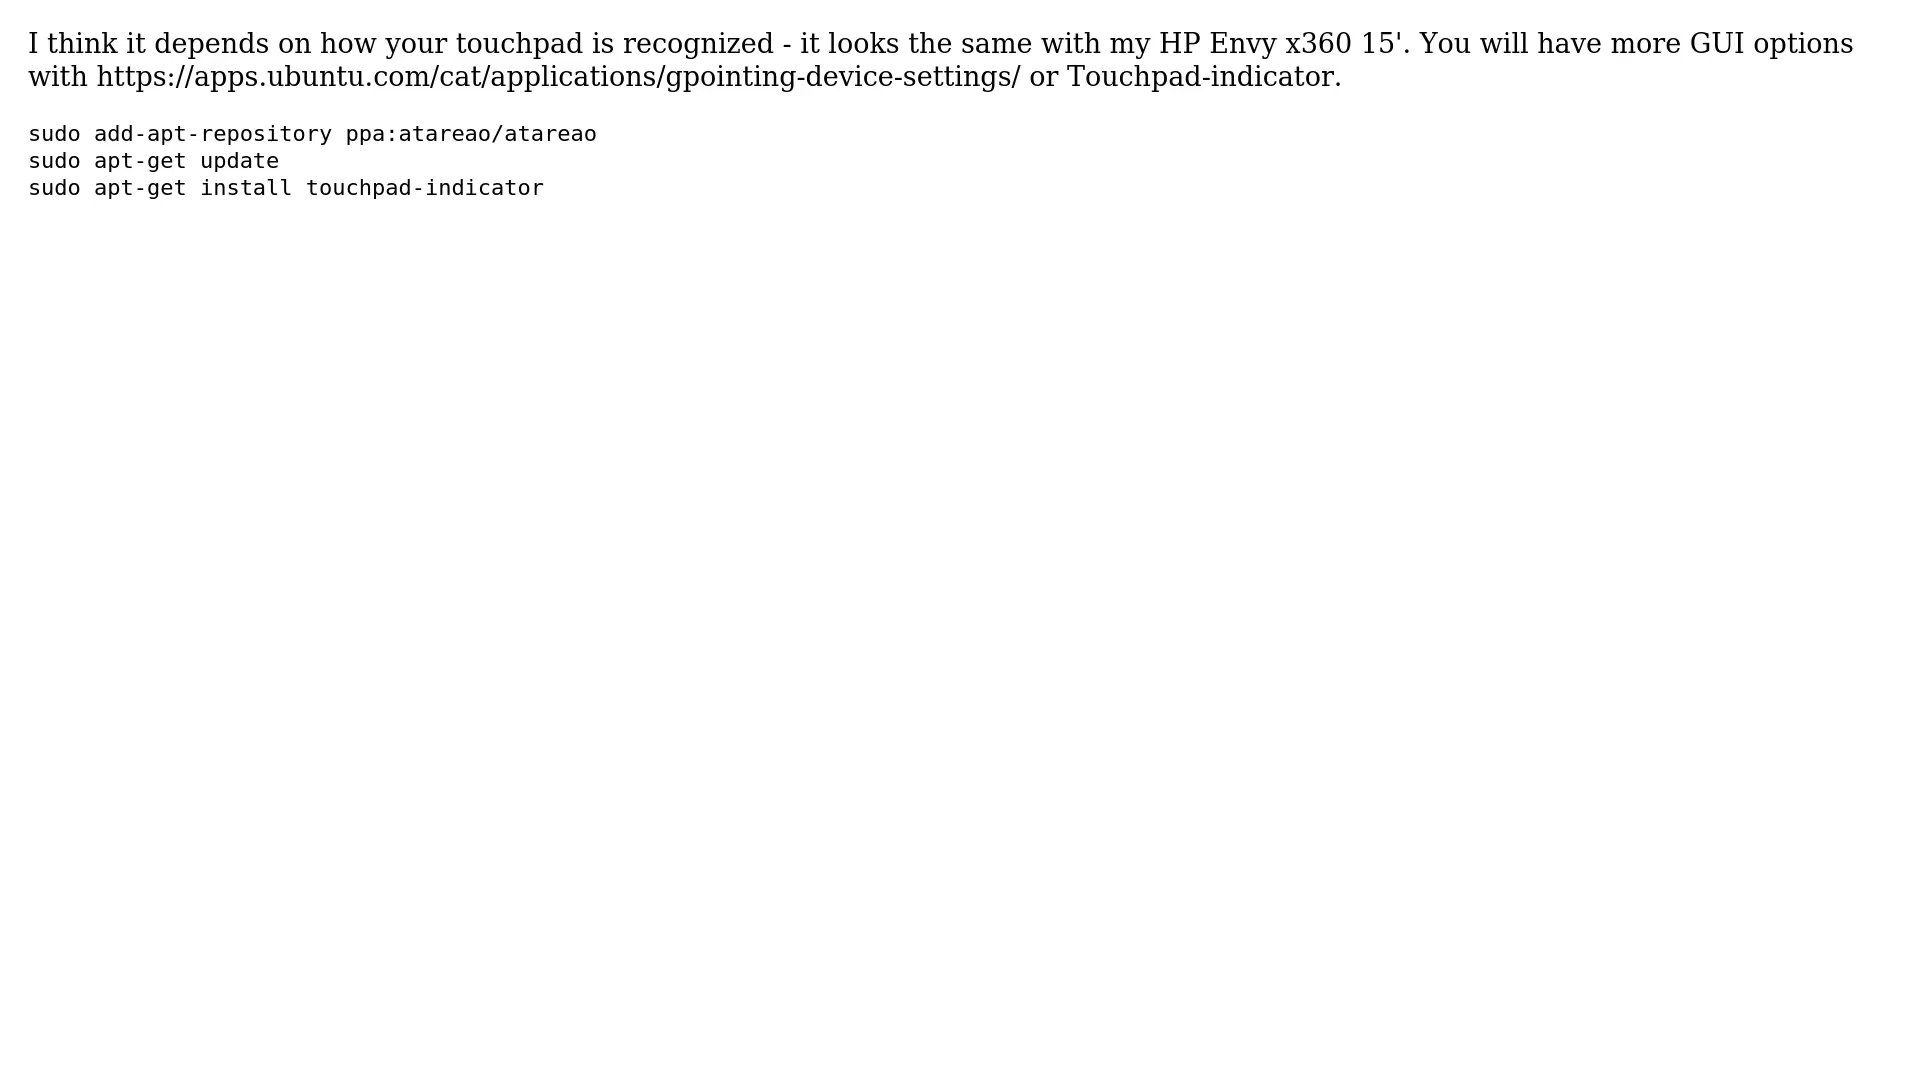 I think it depends on how your touchpad is recognized - it looks the same with my HP Envy x360 15'. You will have more GUI options
with https://apps.ubuntu.com/cat/applications/gpointing-device-settings/ or Touchpad-indicator.
sudo add-apt-repository ppa:atareao/atareao
sudo apt-get update
sudo apt-get install touchpad-indicator